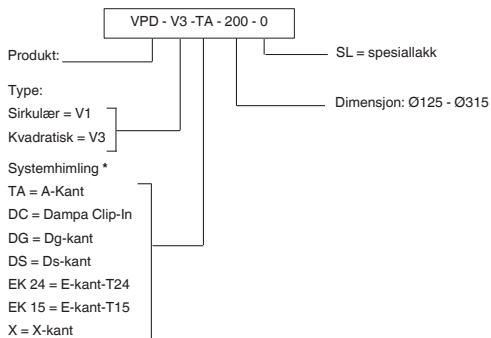 VPD - V3 -TA - 200 - 0
Produkt:
SL = spesiallakk
Type:
Sirkulær = V1
Kvadratisk = V3
Dimensjon: Ø125 - Ø315
Systemhimling *
TA = A-Kant
DC = Dampa Clip-In
DG = Dg-kant
DS = Ds-kant
EK 24 = E-kant-T24
EK 15 = E-kant-T15
X = X-kant